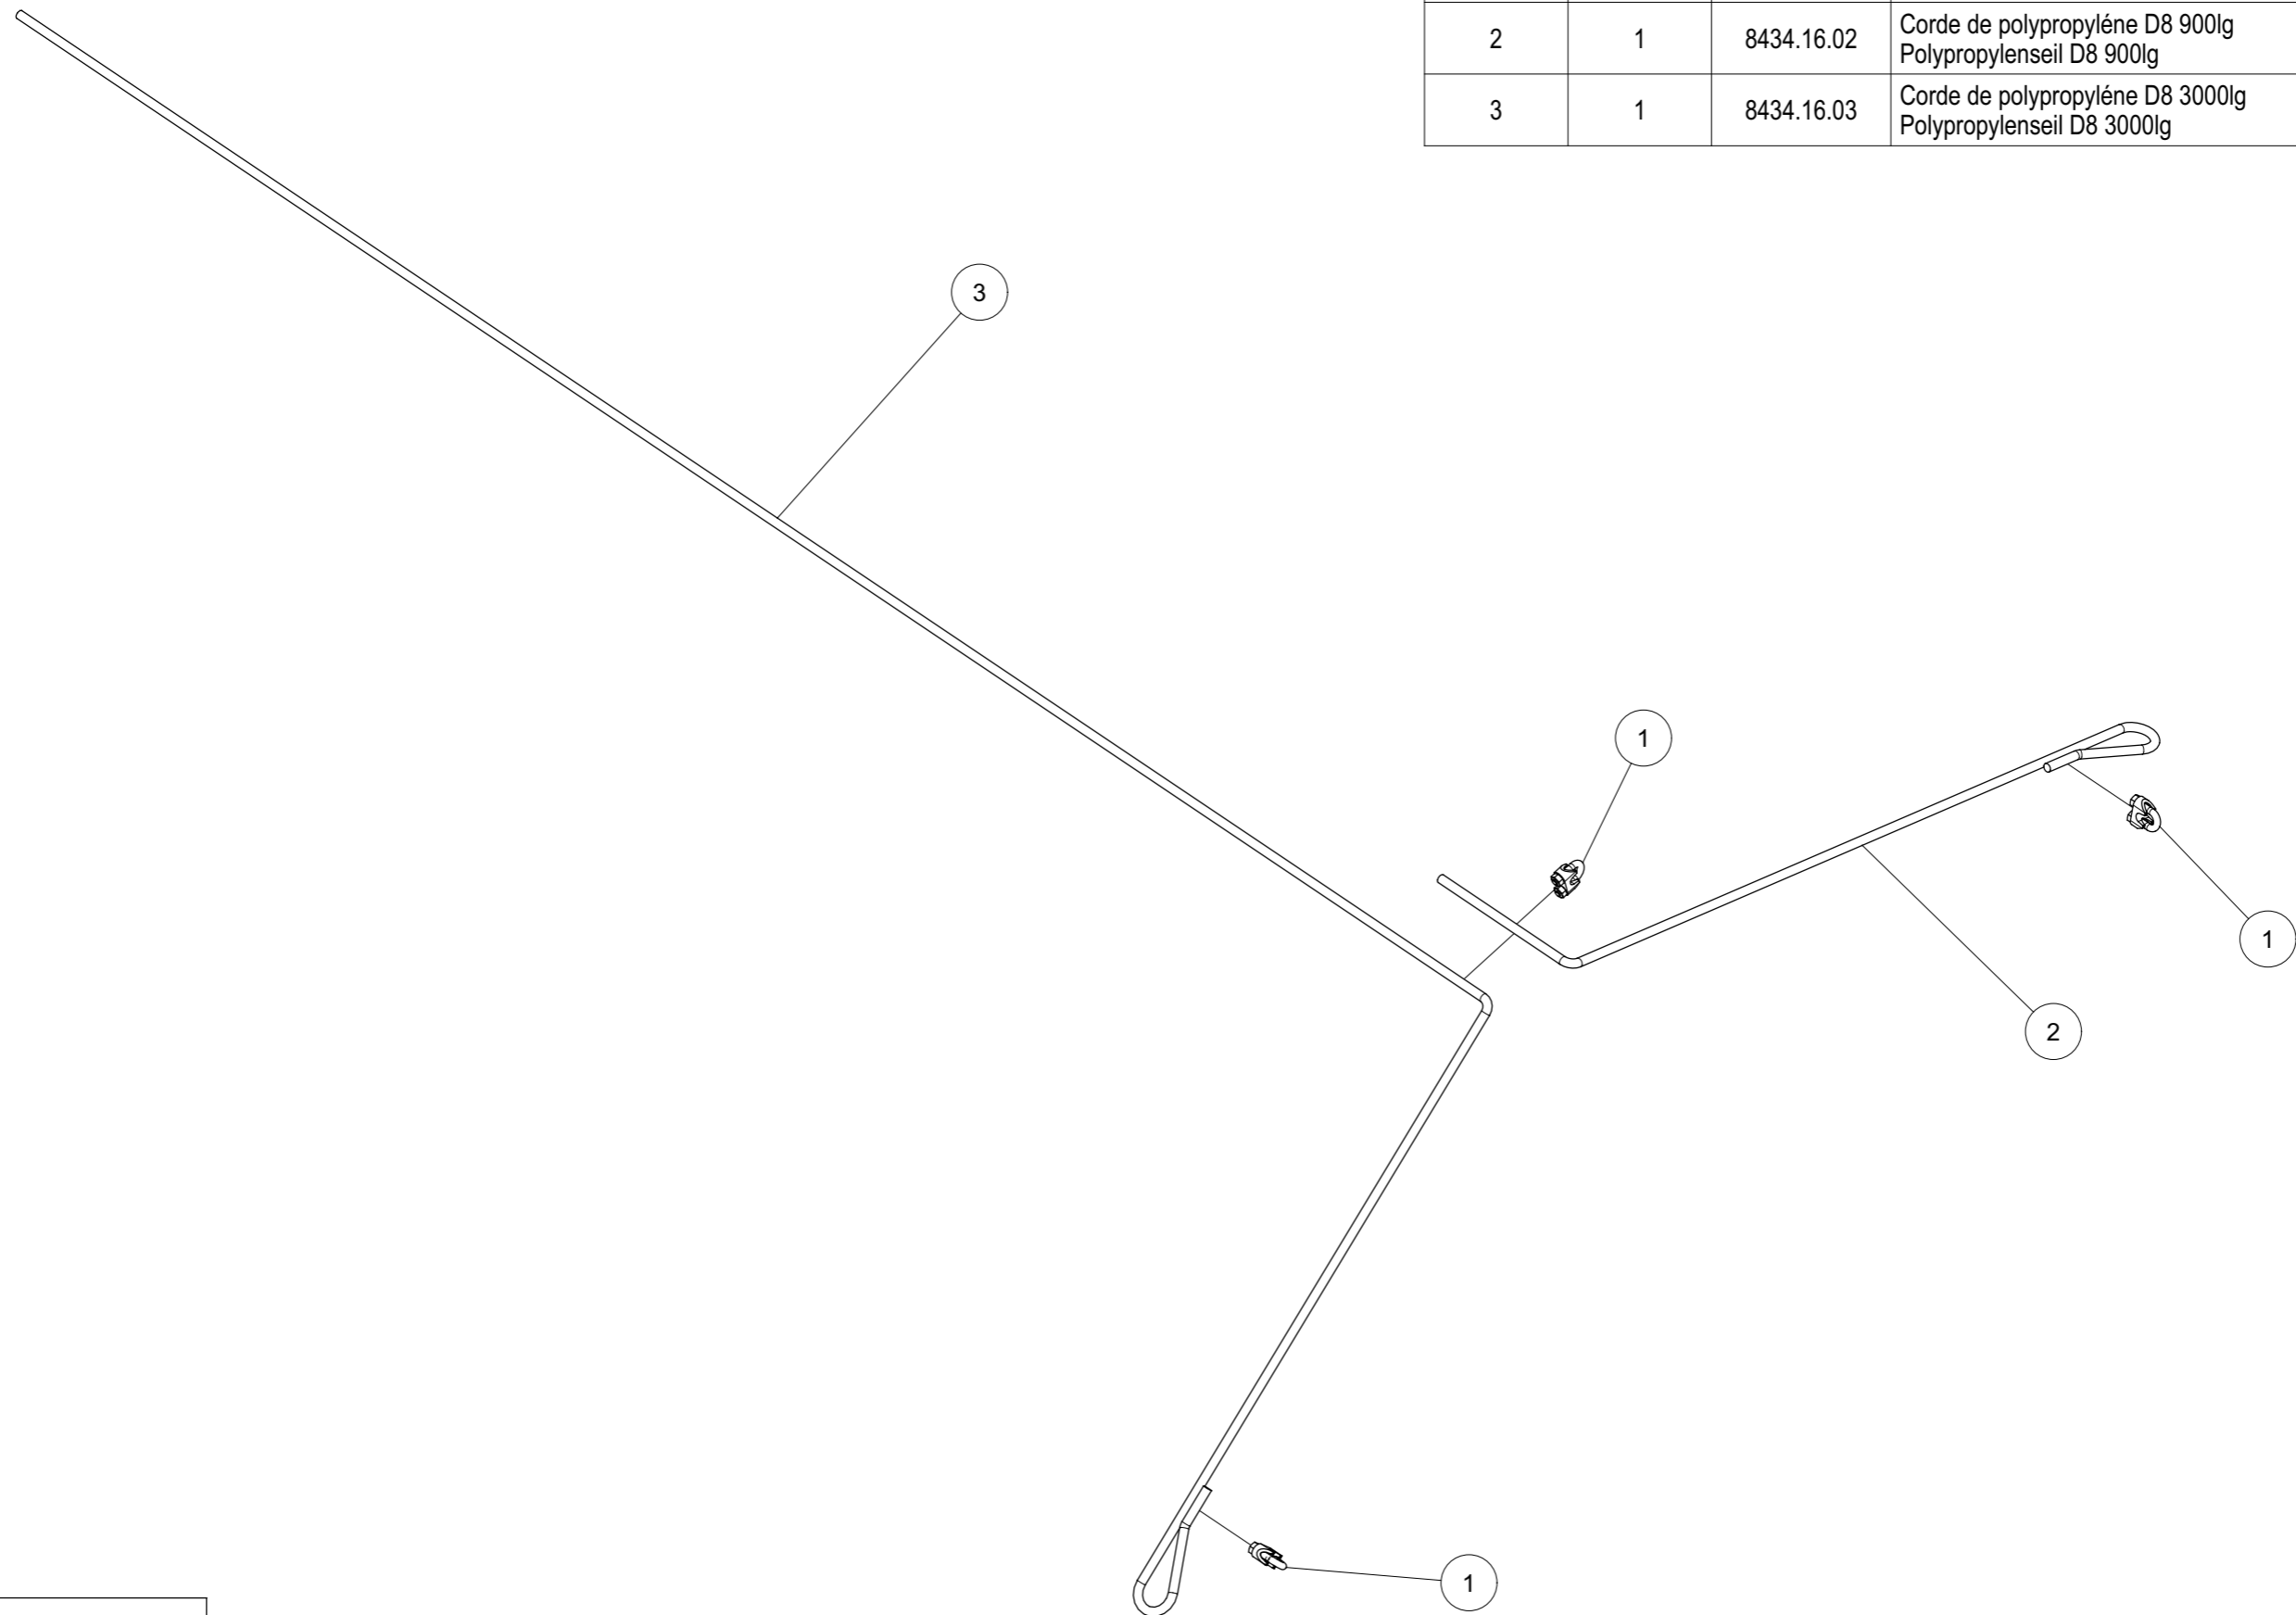 2 1 8434.16.02 Corde de polypropyléne D8 900lg
Polypropylenseil D8 900lg
3 1 8434.16.03 Corde de polypropyléne D8 3000lg
Polypropylenseil D8 3000lg
3
1
1
2
1